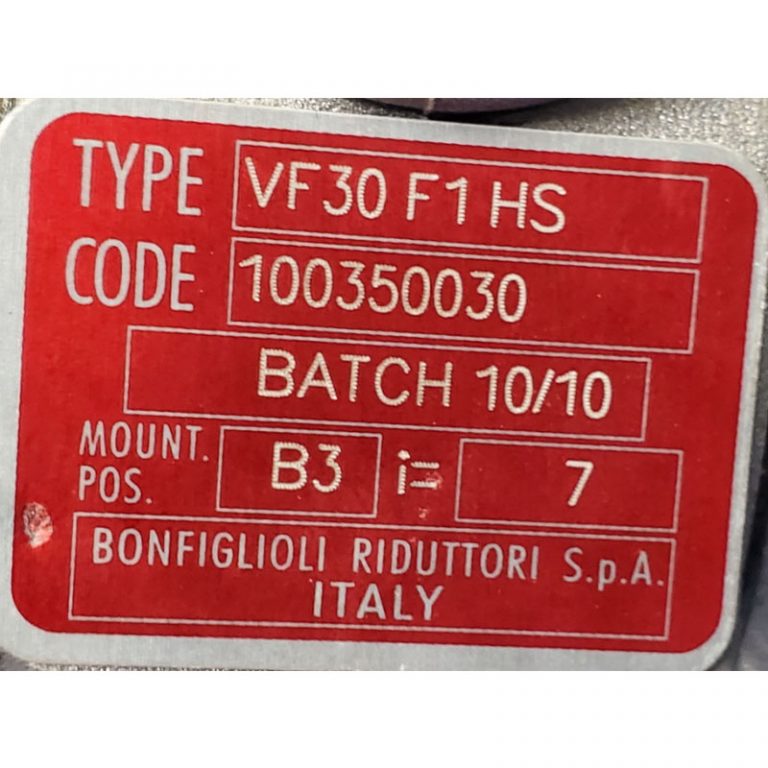 TYPE VF30 F1 HS
CODE 100350030
BATCH 10/10
MOUNT. POS. B3 i= 7
BONFIGLIOLI RIDUTTORI S.p.A.
ITALY